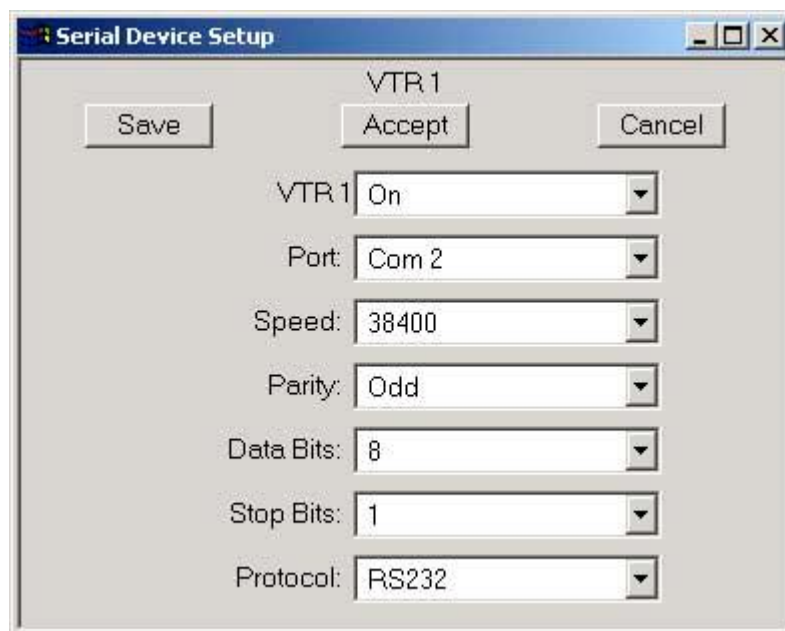 Serial Device Setup
VTR 1
Save Accept Cancel
VTR 1 On
Port: Com 2
Speed: 38400
Parity: Odd
Data Bits: 8
Stop Bits: 1
Protocol: RS232